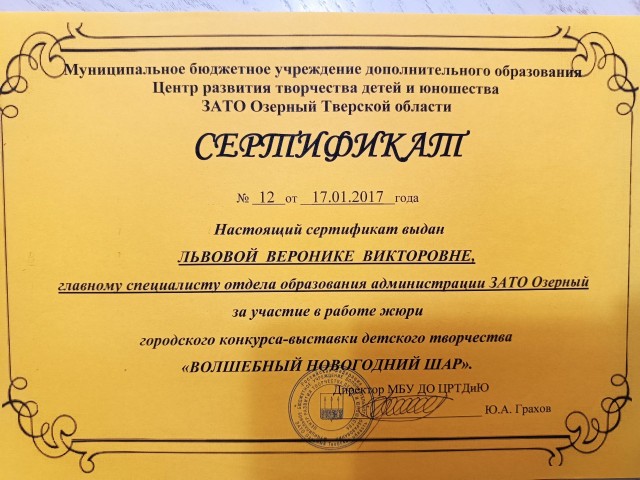 Муниципальное бюджетное учреждение дополнительного образования
Центр развития творчества детей и юношества
ЗАТО Озерный Тверской области
СЕРТИФИКАТ
№ 12 от 17.01.2017 года
Настоящий сертификат выдан
ЛЬВОВОЙ ВЕРОНИКЕ ВИКТОРОВНЕ,
главному специалисту отдела образования администрации ЗАТО Озерный
за участие в работе жюри
городского конкурса-выставки детского творчества
«ВОЛШЕБНЫЙ НОВОГОДНИЙ ШАР».
Директор МБУ ДО ЦРТДиЮ
Ю.А. Грахов